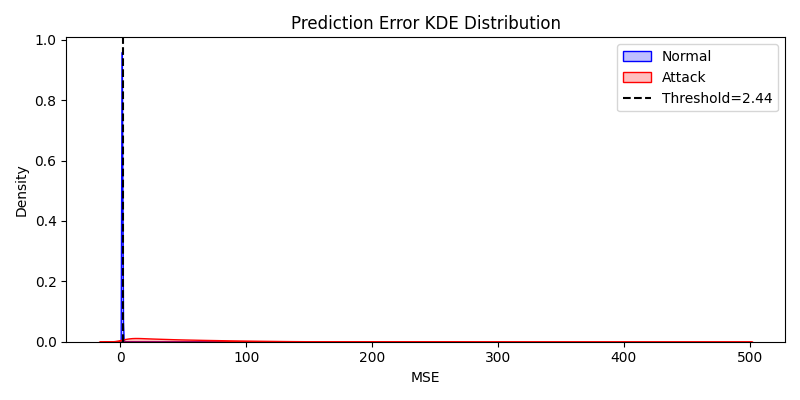 Prediction Error KDE Distribution
Normal
Attack
Threshold=2.44
Density
1.0
0.8
0.6
0.4
0.2
0.0
0
100
200
300
400
500
MSE